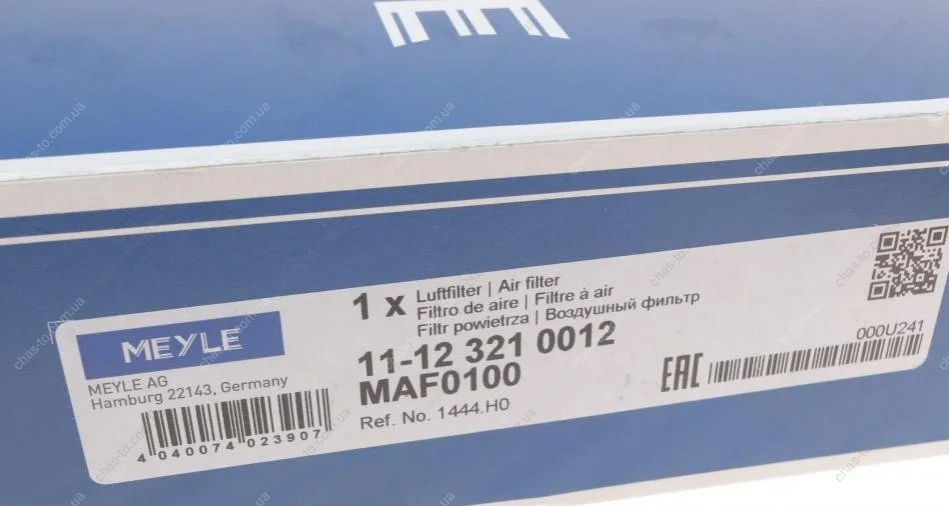 MEYLE
MEYLE AG
Hamburg 22143, Germany
4 040074 023907
1 x
Luftfilter | Air filter
Filtro de aire | Filtre à air
Filtr powietrza | Воздушный фильтр
11-12 321 0012
MAF0100
Ref. No. 1444.H0
EAC
000U241
chas-to.com.ua